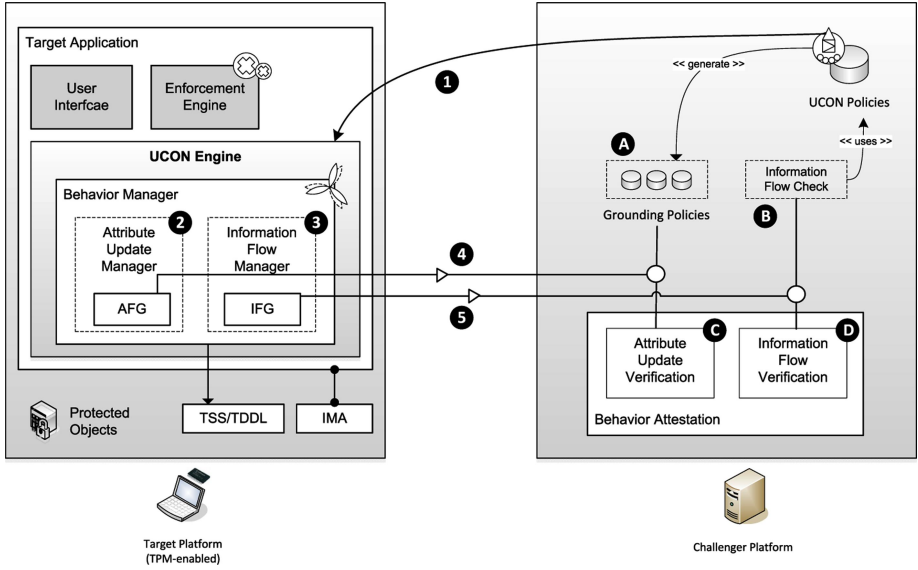 Target Application
User
Interfcae
Enforcement
Engine
UCON Engine
Behavior Manager
2
Attribute
Update
Manager
AFG
3
Information
Flow
Manager
IFG
TSS/TDDL
IMA
Protected
Objects
Target Platform
(TPM-enabled)
1
4
5
<< generate >>
UCON Policies
<< uses >>
A
Grounding Policies
Information
Flow Check
B
C
Attribute
Update
Verification
D
Information
Flow
Verification
Behavior Attestation
Challenger Platform